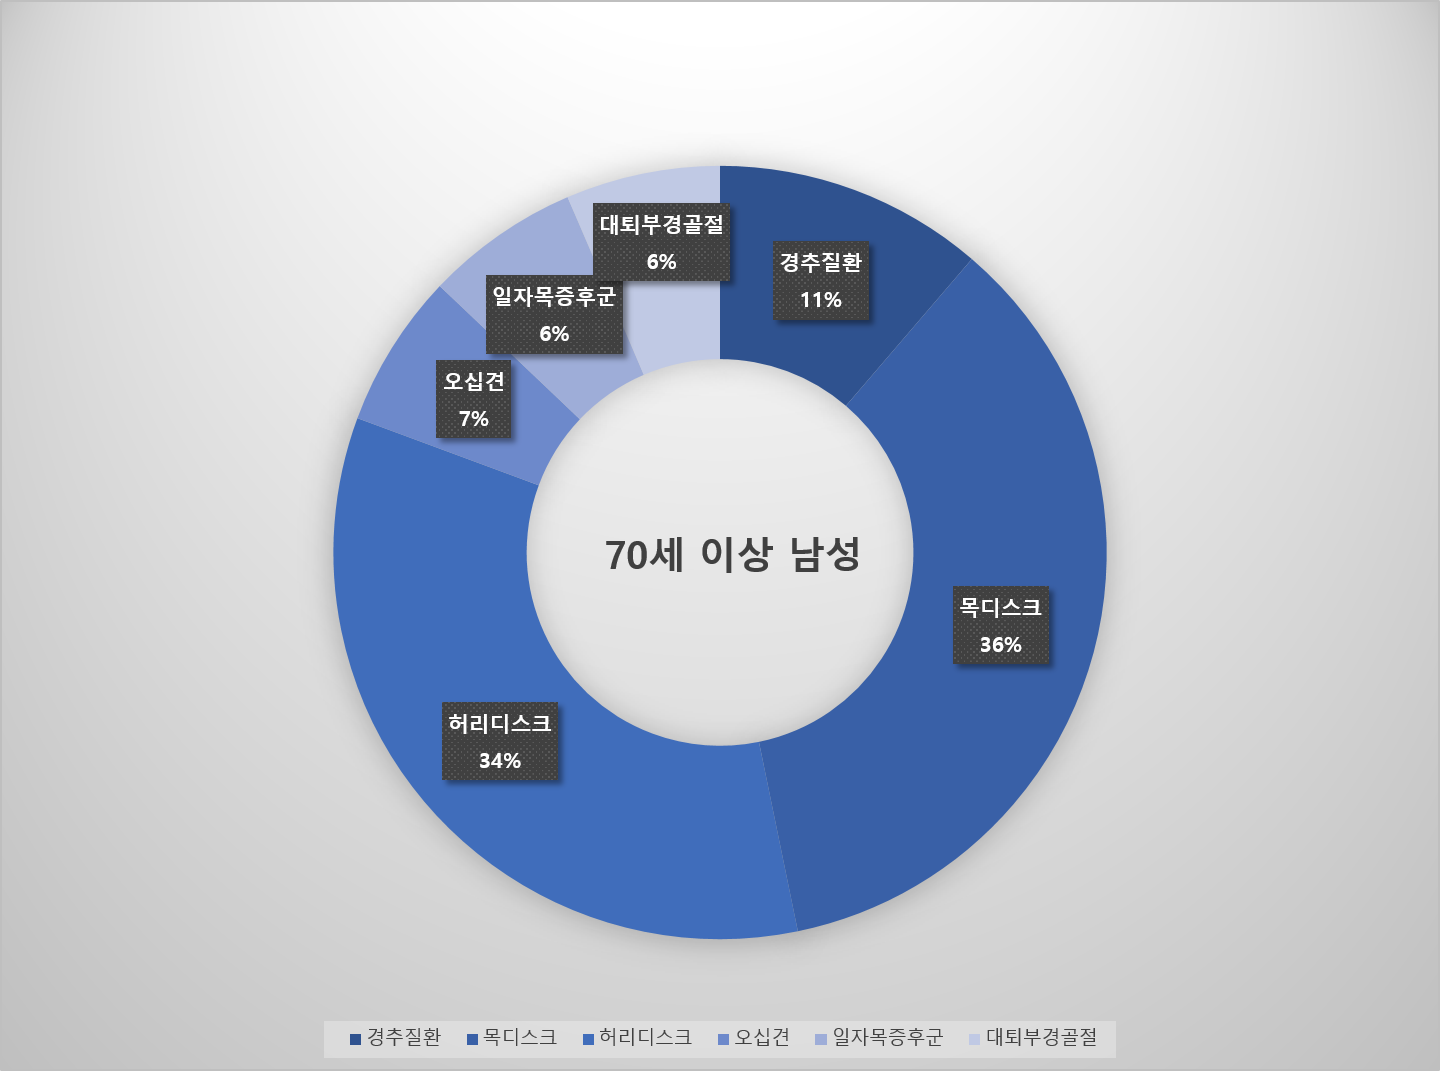 대퇴부경골절
6%
경추질환
11%
일자목증후군
6%
오십견
7%
70세 이상 남성
목디스크
36%
허리디스크
34%
경추질환 목디스크 허리디스크 오십견 일자목증후군 대퇴부경골절